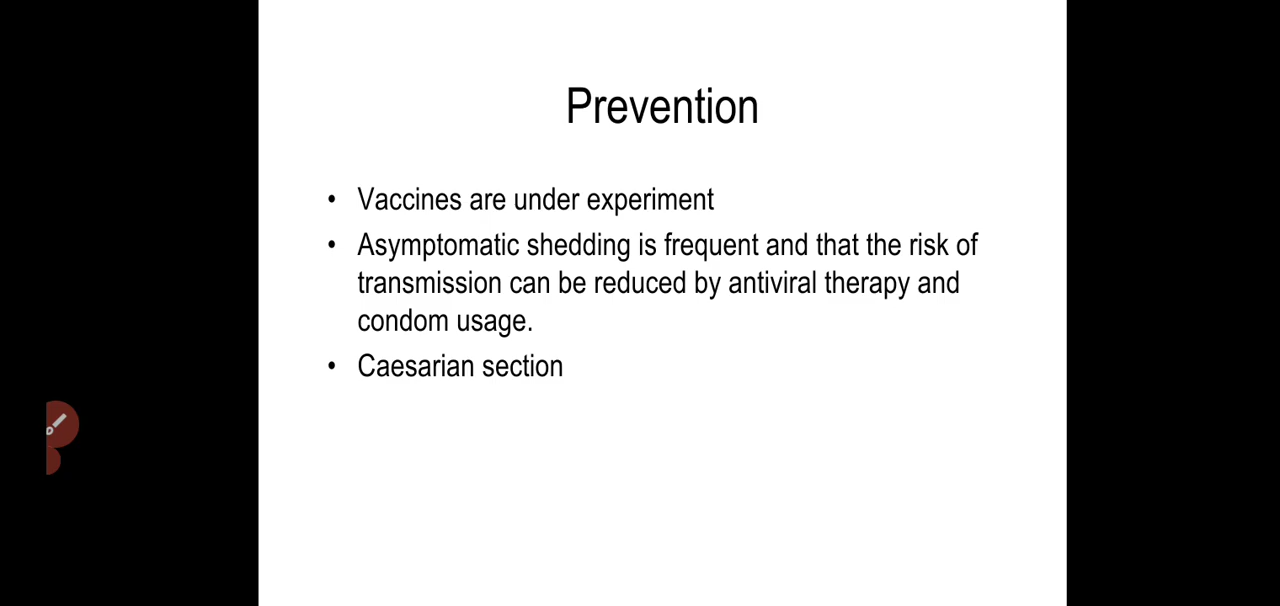 Prevention
• Vaccines are under experiment
• Asymptomatic shedding is frequent and that the risk of
transmission can be reduced by antiviral therapy and
condom usage.
• Caesarian section